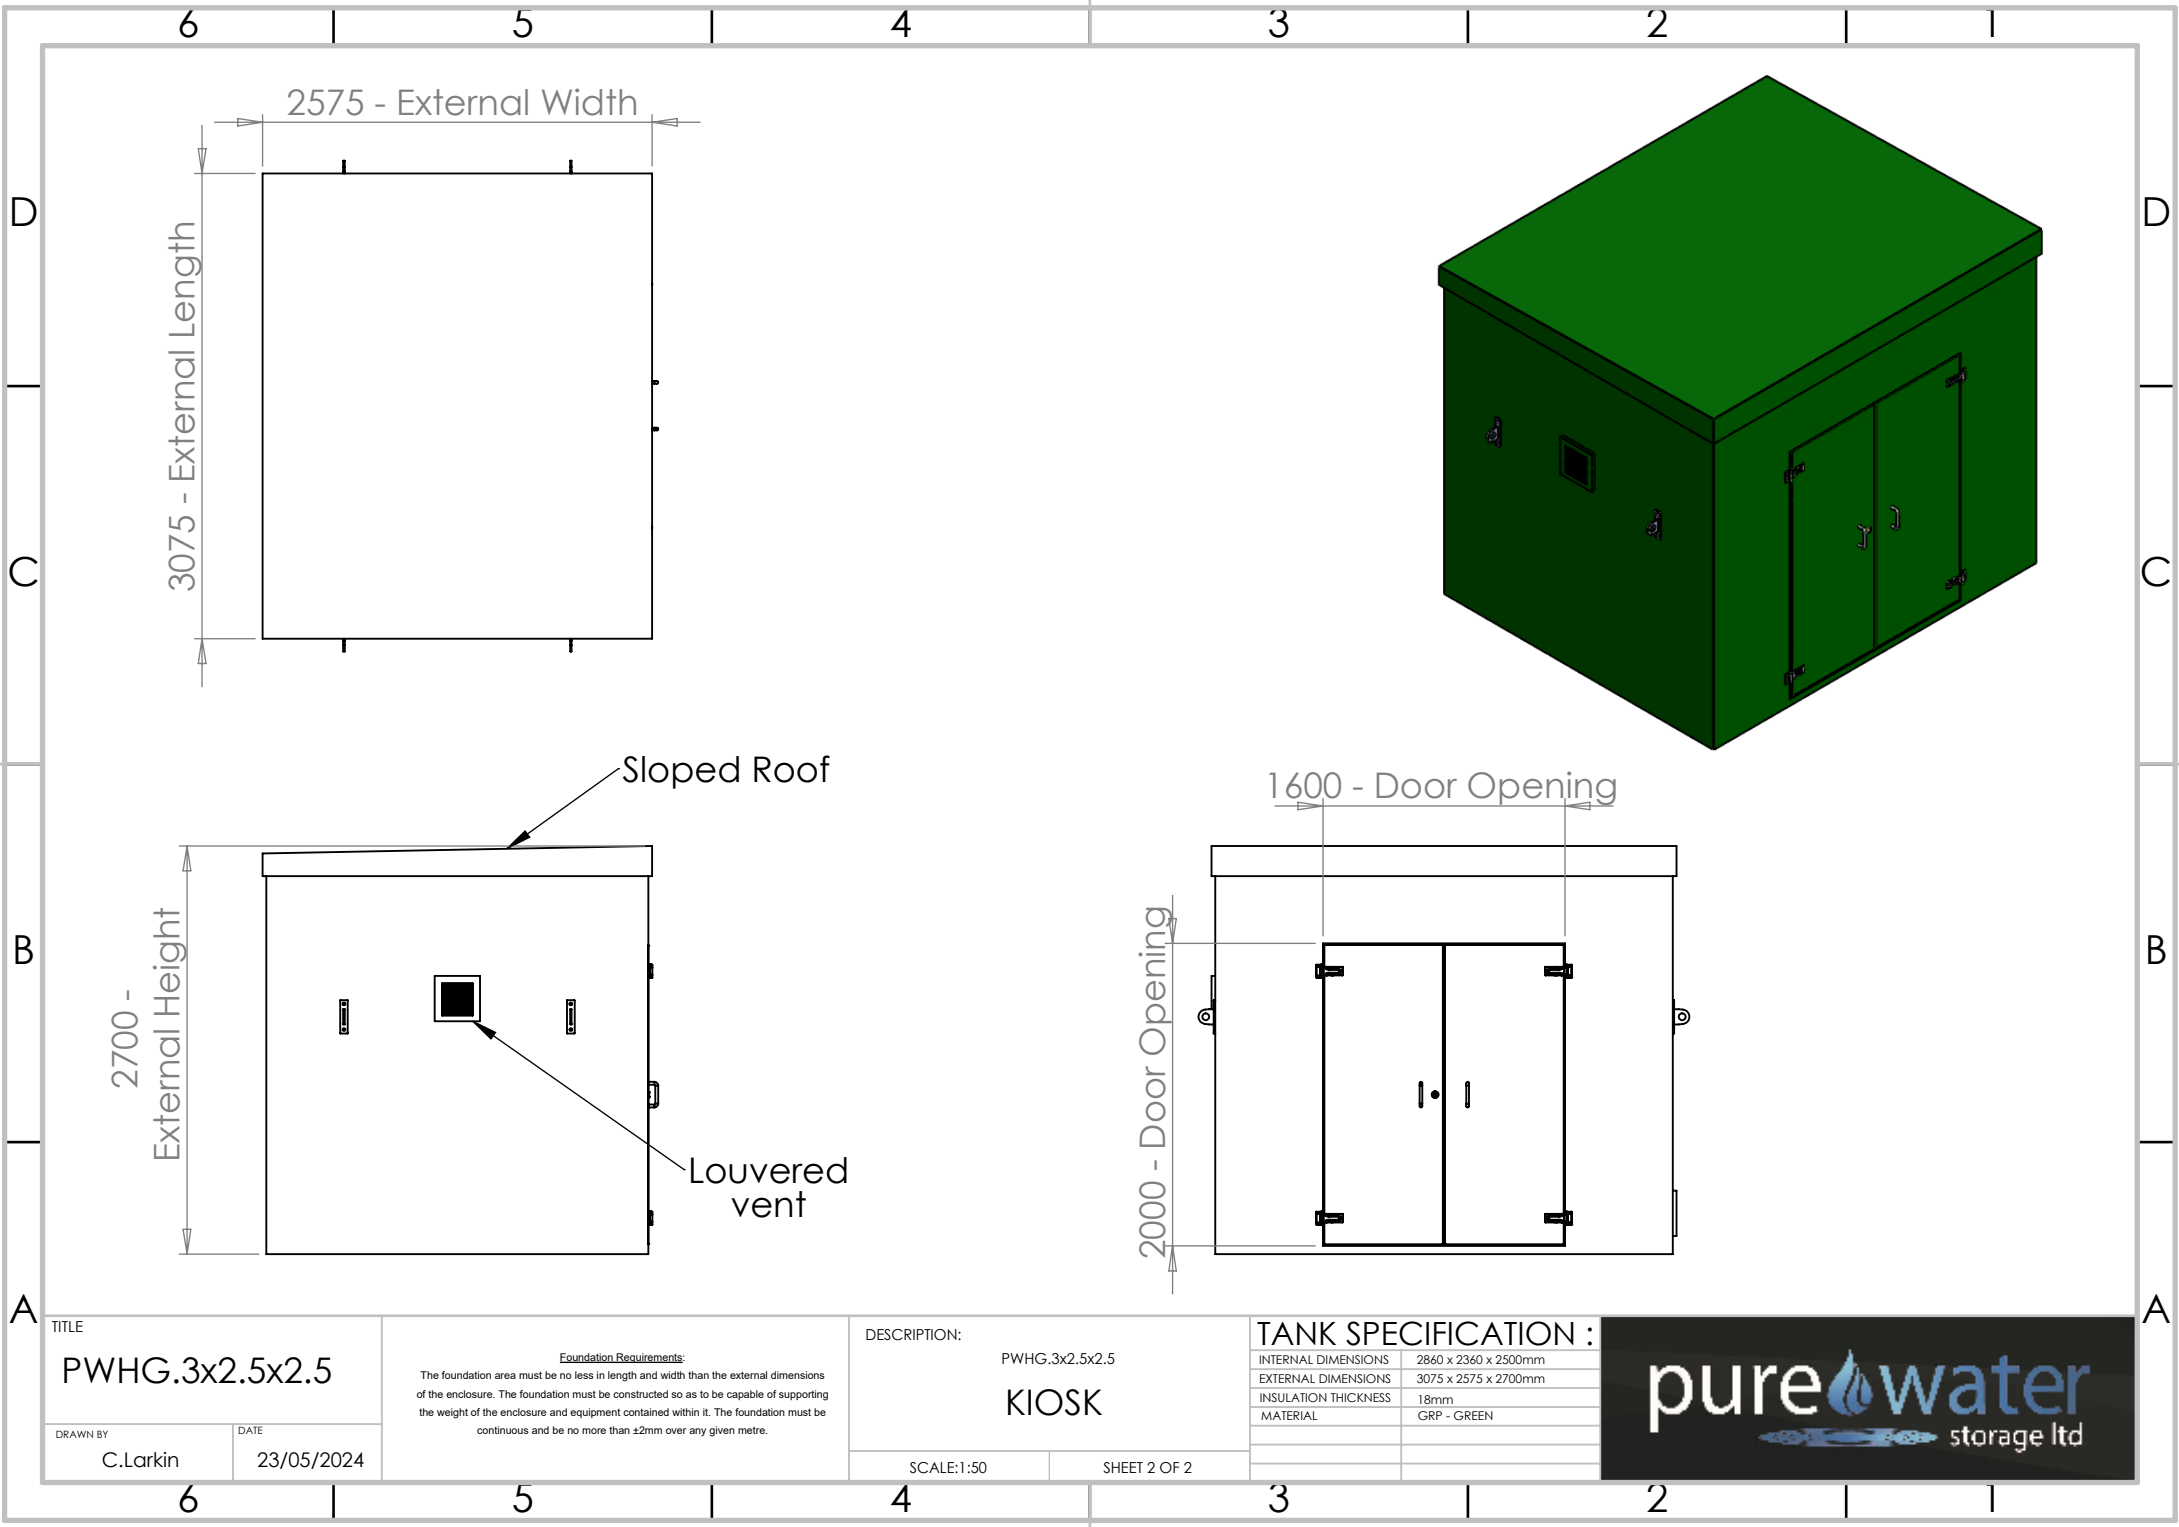 6 5 4 3 2
2575 - External Width
D
D
3075 - External Length
C
C
Sloped Roof
1600 - Door Opening
2700 -
External Height
2000 - Door Opening
B
B
Louvered
vent
A
A
TITLE
PWHG.3x2.5x2.5
DRAWN BY
C.Larkin
DATE
23/05/2024
Foundation Requirements:
The foundation area must be no less in length and width than the external dimensions
of the enclosure. The foundation must be constructed so as to be capable of supporting
the weight of the enclosure and equipment contained within it. The foundation must be
continuous and be no more than ±2mm over any given metre.
DESCRIPTION:
PWHG.3x2.5x2.5
KIOSK
SCALE:1:50
SHEET 2 OF 2
TANK SPECIFICATION :
INTERNAL DIMENSIONS 2860 x 2360 x 2500mm
EXTERNAL DIMENSIONS 3075 x 2575 x 2700mm
INSULATION THICKNESS 18mm
MATERIAL GRP - GREEN
pure water
storage ltd
6 5 4 3 2